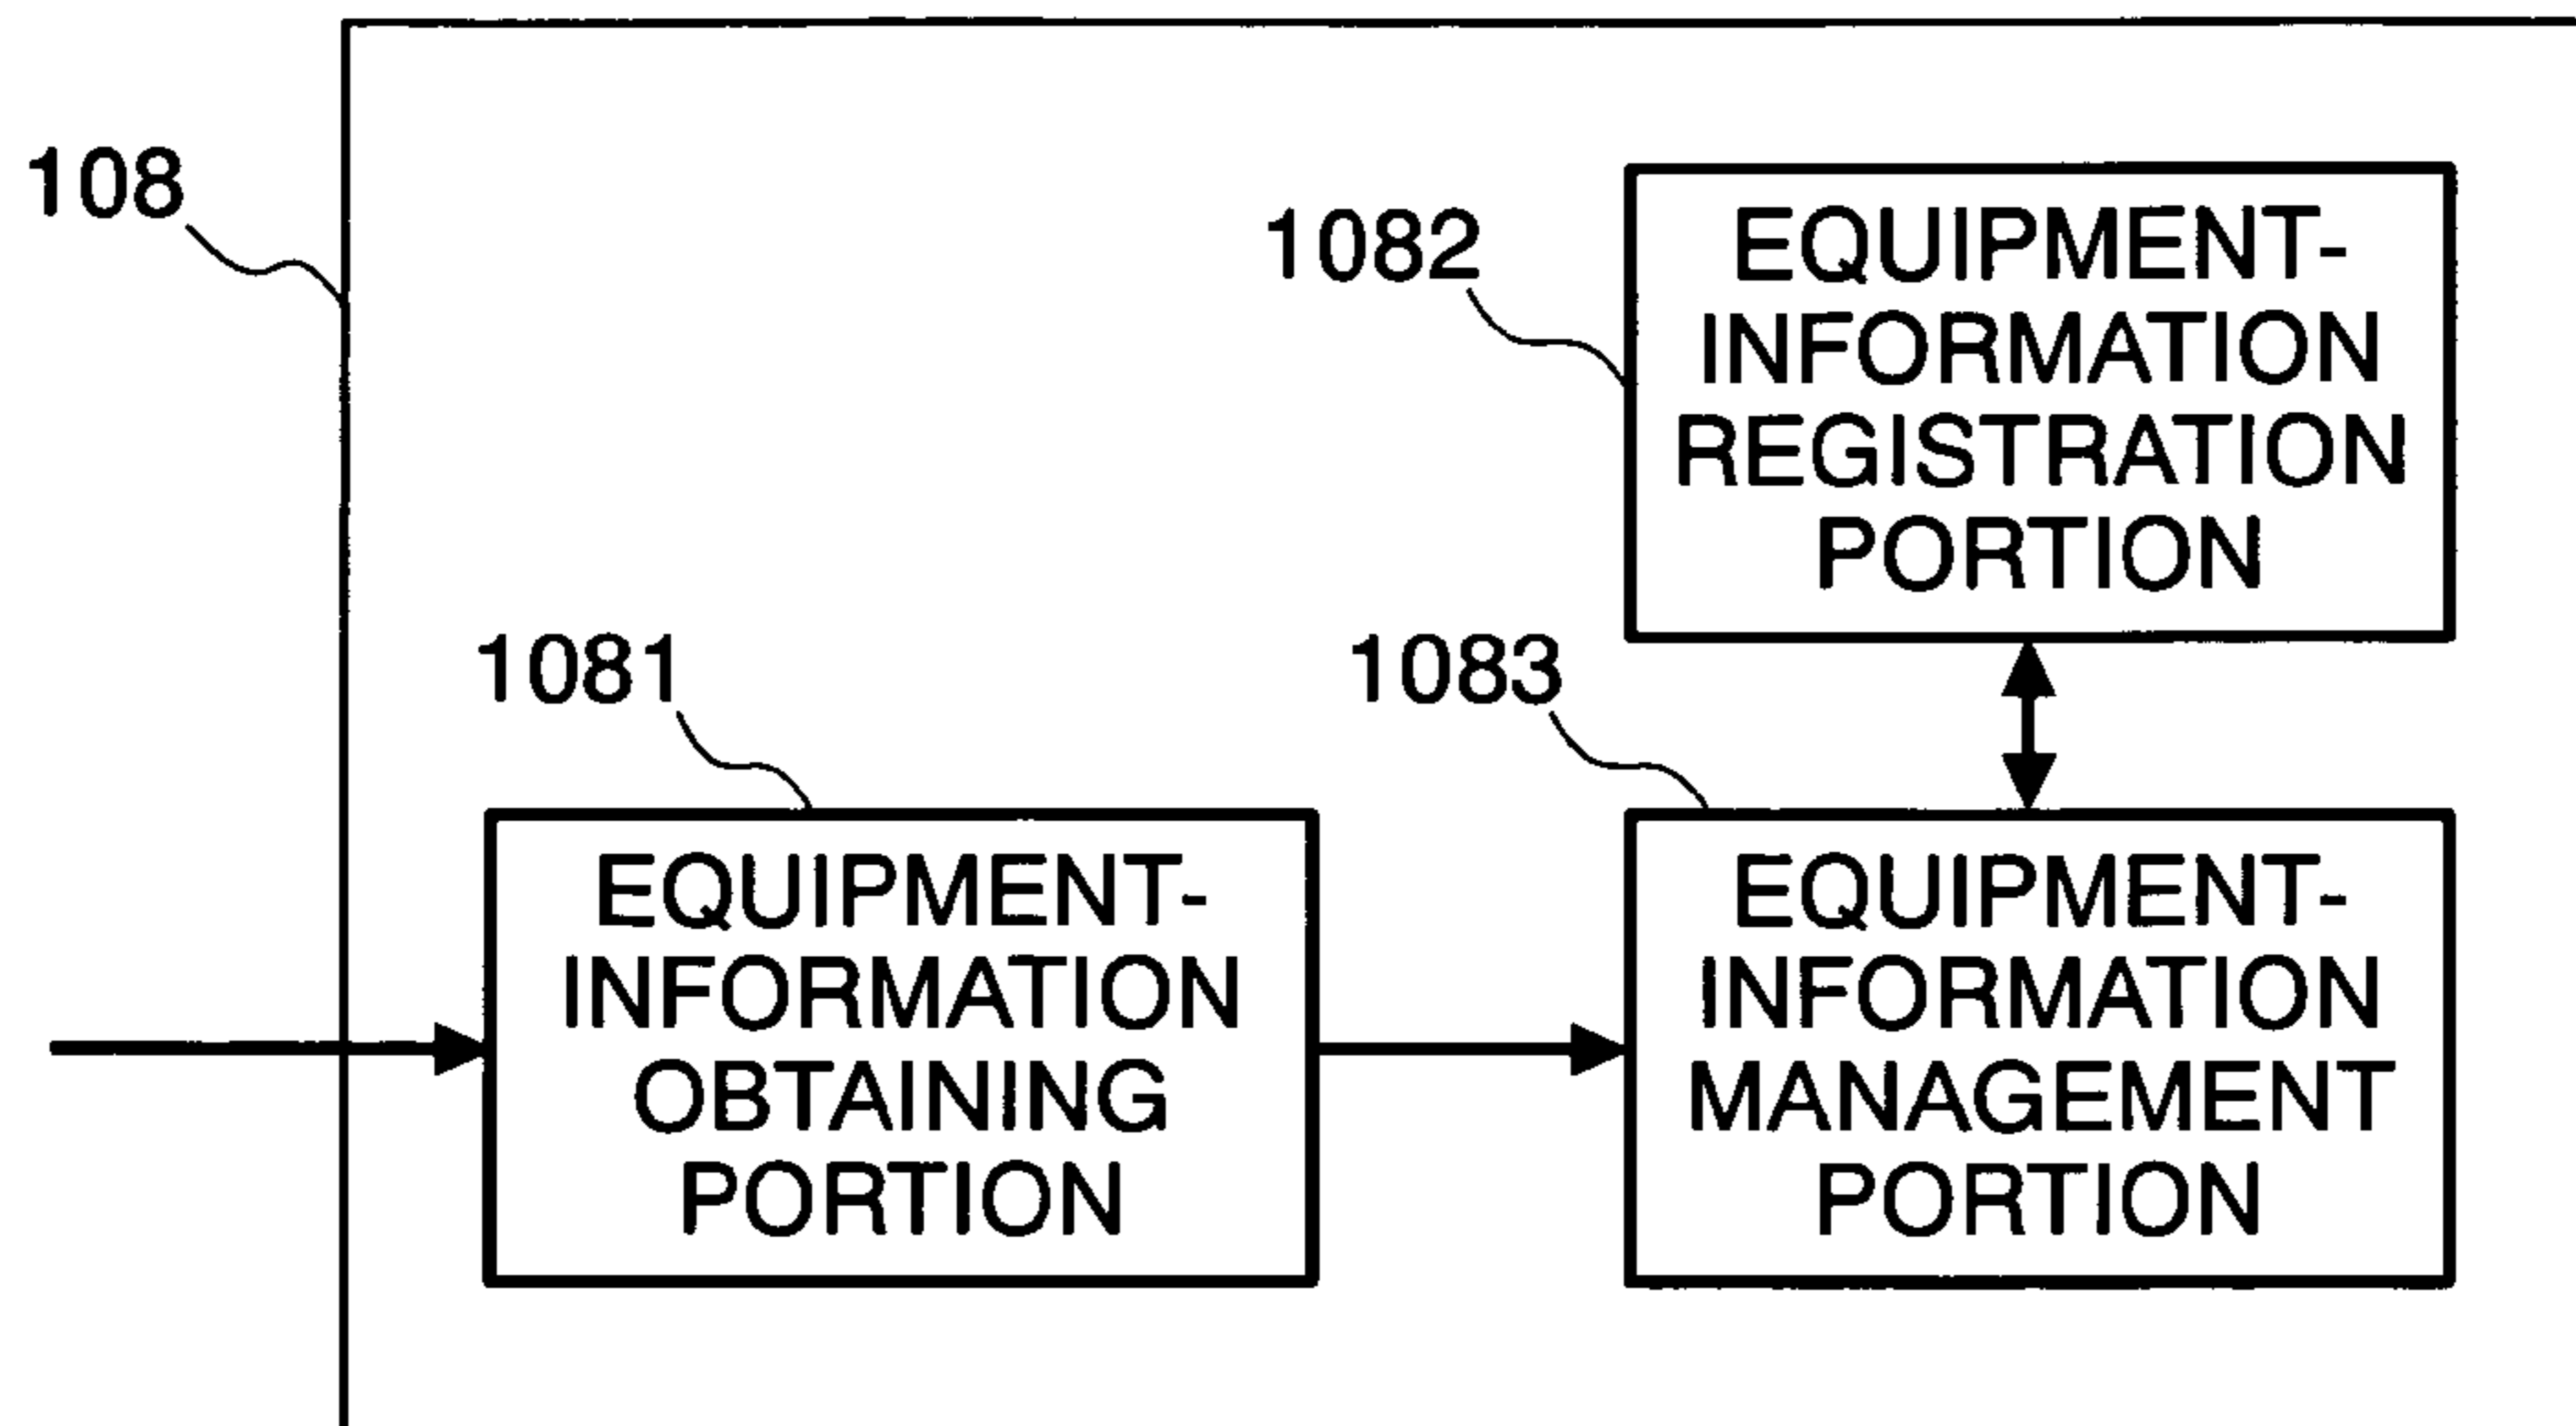 108
1082
EQUIPMENT-
INFORMATION
REGISTRATION
PORTION
1081
EQUIPMENT-
INFORMATION
OBTAINING
PORTION
1083
EQUIPMENT-
INFORMATION
MANAGEMENT
PORTION